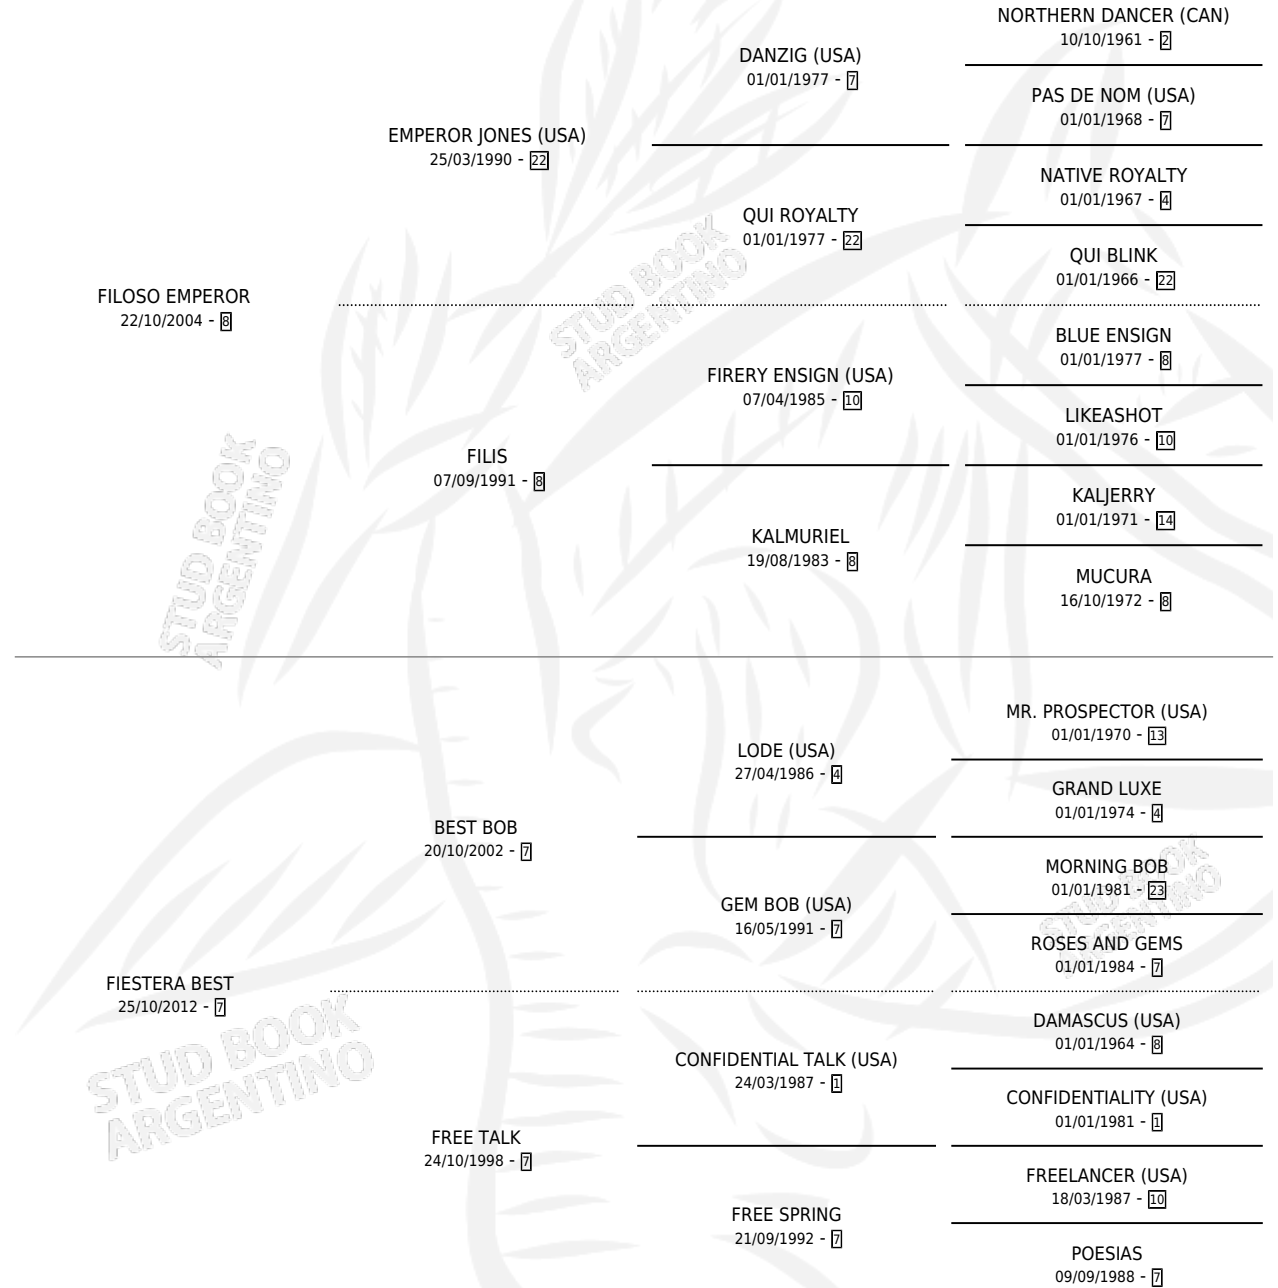 NORTHERN DANCER (CAN)
10/10/1961 - 2
DANZIG (USA)
01/01/1977 - 7
PAS DE NOM (USA)
01/01/1968 - 7
EMPEROR JONES (USA)
25/03/1990 - 22
NATIVE ROYALTY
01/01/1967 - 4
QUI ROYALTY
01/01/1977 - 22
QUI BLINK
01/01/1966 - 22
FILOSO EMPEROR
22/10/2004 - 8
BLUE ENSIGN
01/01/1977 - 8
FIRERY ENSIGN (USA)
07/04/1985 - 10
LIKEASHOT
01/01/1976 - 10
FILIS
07/09/1991 - 8
KALJERRY
01/01/1971 - 14
KALMURIEL
19/08/1983 - 8
MUCURA
16/10/1972 - 8
STUD BOOK
ARGENTINO
STUD BOOK
ARGENTINO
MR. PROSPECTOR (USA)
01/01/1970 - 13
LODE (USA)
27/04/1986 - 4
GRAND LUXE
01/01/1974 - 4
BEST BOB
20/10/2002 - 7
MORNING BOB
01/01/1981 - 23
GEM BOB (USA)
16/05/1991 - 7
ROSES AND GEMS
01/01/1984 - 7
FIESTERA BEST
25/10/2012 - 7
DAMASCUS (USA)
01/01/1964 - 8
CONFIDENTIAL TALK (USA)
24/03/1987 - 1
CONFIDENTIALITY (USA)
01/01/1981 - 1
FREE TALK
24/10/1998 - 7
FREELANCER (USA)
18/03/1987 - 10
FREE SPRING
21/09/1992 - 7
POESIAS
09/09/1988 - 7
STUD BOOK
ARGENTINO
STUD BOOK
ARGENTINO